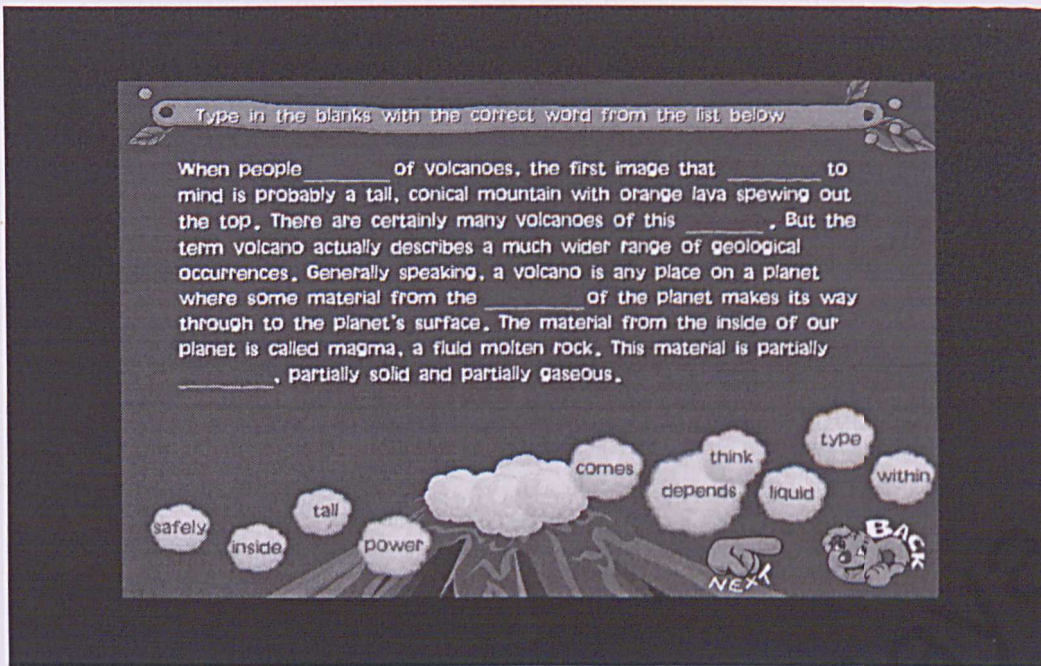 Type in the blanks with the correct word from the list below
When people ________ of volcanoes, the first image that ________ to
mind is probably a tall, conical mountain with orange lava spewing out
the top. There are certainly many volcanoes of this _______ . But the
term volcano actually describes a much wider range of geological
occurrences. Generally speaking, a volcano is any place on a planet
where some material from the _________ of the planet makes its way
through to the planet's surface. The material from the inside of our
planet is called magma, a fluid molten rock. This material is partially
_________, partially solid and partially gaseous.
type
think
comes
within
depends
liquid
tall
safely
inside
power
BACK
NEXT